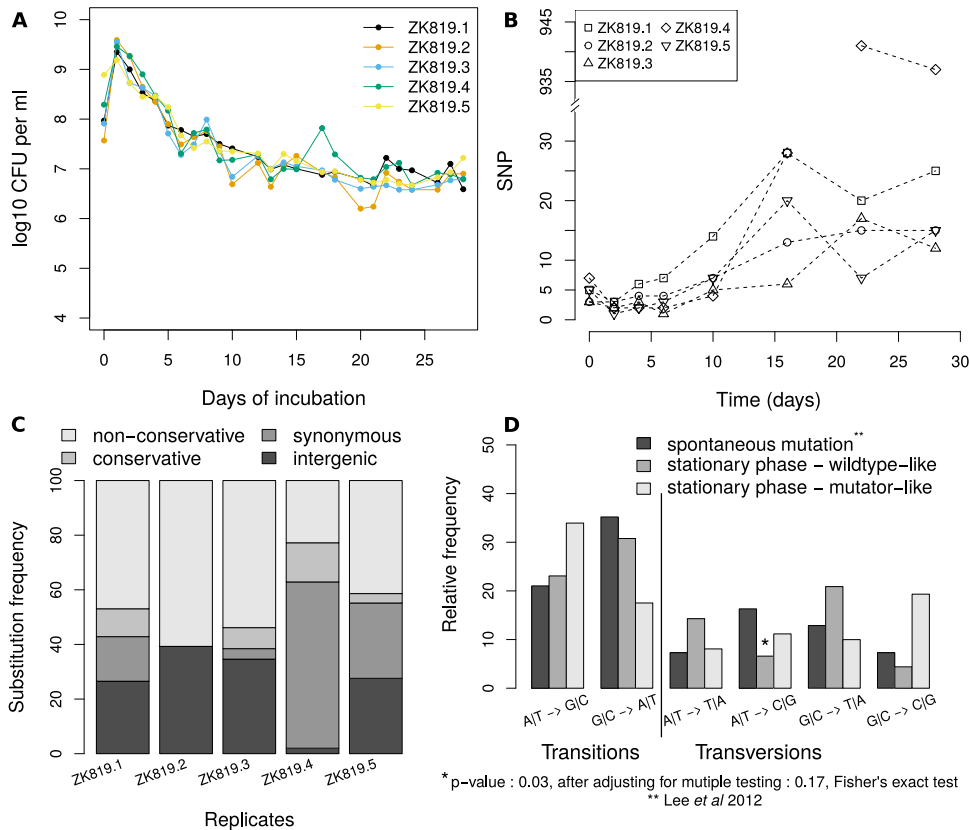 A
10
9
8
7
6
5
4
log10 CFU per ml
ZK819.1
ZK819.2
ZK819.3
ZK819.4
ZK819.5
0 5 10 15 20 25
Days of incubation
B
945
935
30
20
10
5
0
SNP
ZK819.1 ZK819.4
ZK819.2 ZK819.5
ZK819.3
0 5 10 15 20 25 30
Time (days)
C
non-conservative synonymous
conservative intergenic
100
80
60
40
20
0
Substitution frequency
ZK819.1 ZK819.2 ZK819.3 ZK819.4 ZK819.5
Replicates
D
spontaneous mutation**
stationary phase - wildtype-like
stationary phase - mutator-like
50
40
30
20
10
0
Relative frequency
*
A|T -> G|C G|C -> A|T A|T -> T|A A|T -> C|G G|C -> T|A G|C -> C|G
Transitions Transversions
* p-value : 0.03, after adjusting for mutiple testing : 0.17, Fisher's exact test
** Lee et al 2012